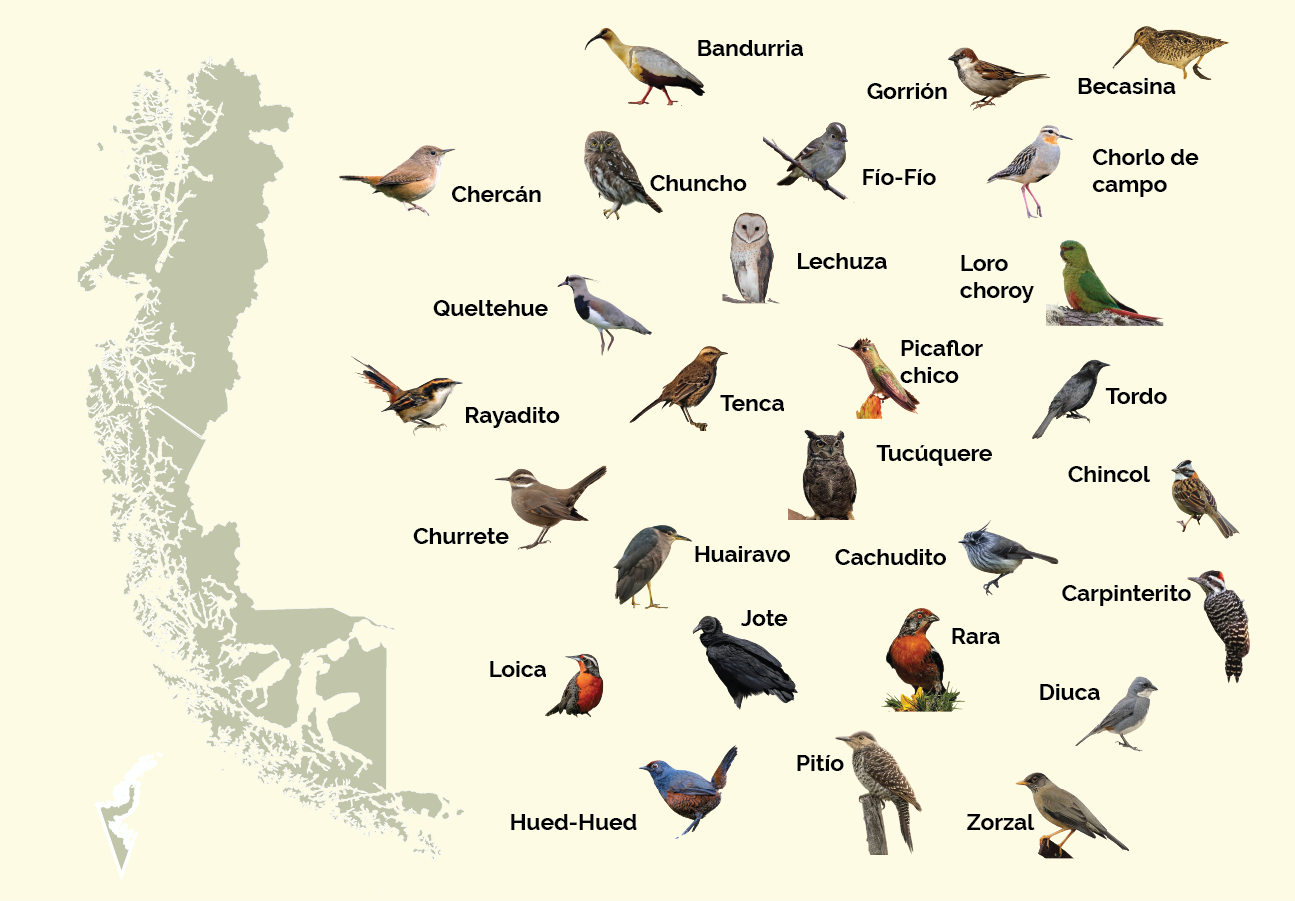 Bandurria
Gorrión
Becasina
Chercán
Chuncho
Fío-Fío
Chorlo de
campo
Lechuza
Loro
choroy
Queltehue
Picaflor
chico
Rayadito
Tenca
Tordo
Tucúquere
Chincol
Churrete
Huairavo
Cachudito
Carpinterito
Jote
Rara
Loica
Diuca
Pitío
Hued-Hued
Zorzal